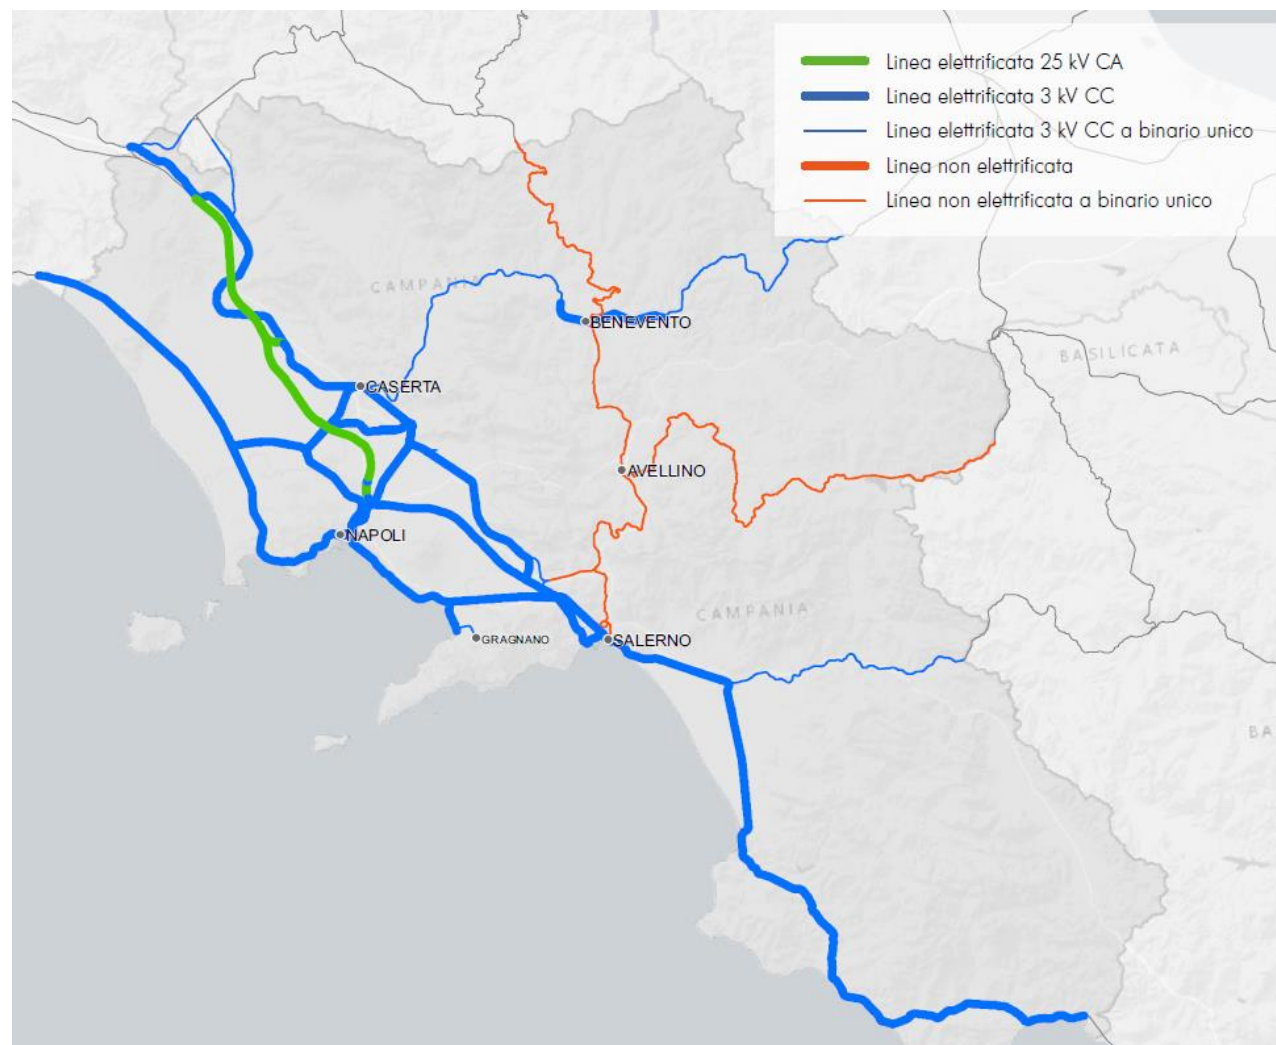 Linea elettrificata 25 kV CA
Linea elettrificata 3 kV CC
Linea elettrificata 3 kV CC a binario unico
Linea non elettrificata
Linea non elettrificata a binario unico
CAMPANIA
BENEVENTO
BASILICATA
CASERTA
AVELLINO
NAPOLI
CAMPANIA
GRAGNANO
SALERNO
BA